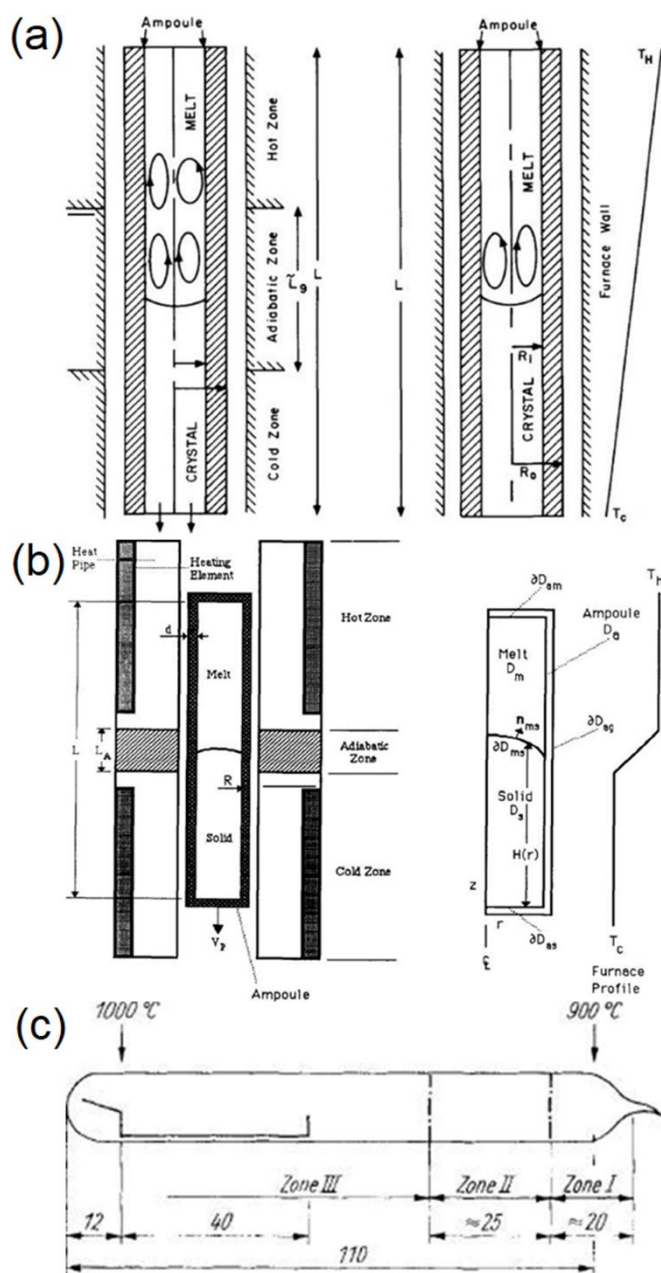 (a)
Ampoule
Ampoule
T_H
MELT
Hot Zone
MELT
Adiabatic Zone
L̃_g
L
L
Furnace Wall
R_I
CRYSTAL
Cold Zone
CRYSTAL
R_o
T_c
(b)
Heat Pipe
Heating Element
Hot Zone
d
Melt
L
L_A
Adiabatic Zone
R
Solid
Cold Zone
V_P
Ampoule
∂D_am
T_h
Ampoule
D_a
Melt
D_m
n_ms
∂D_ms
∂D_ag
Solid
D_s
H(r)
z
r
∂D_as
T_c
Furnace Profile
(c)
1000 °C
900 °C
Zone III
Zone II
Zone I
12
40
≈25
≈20
110